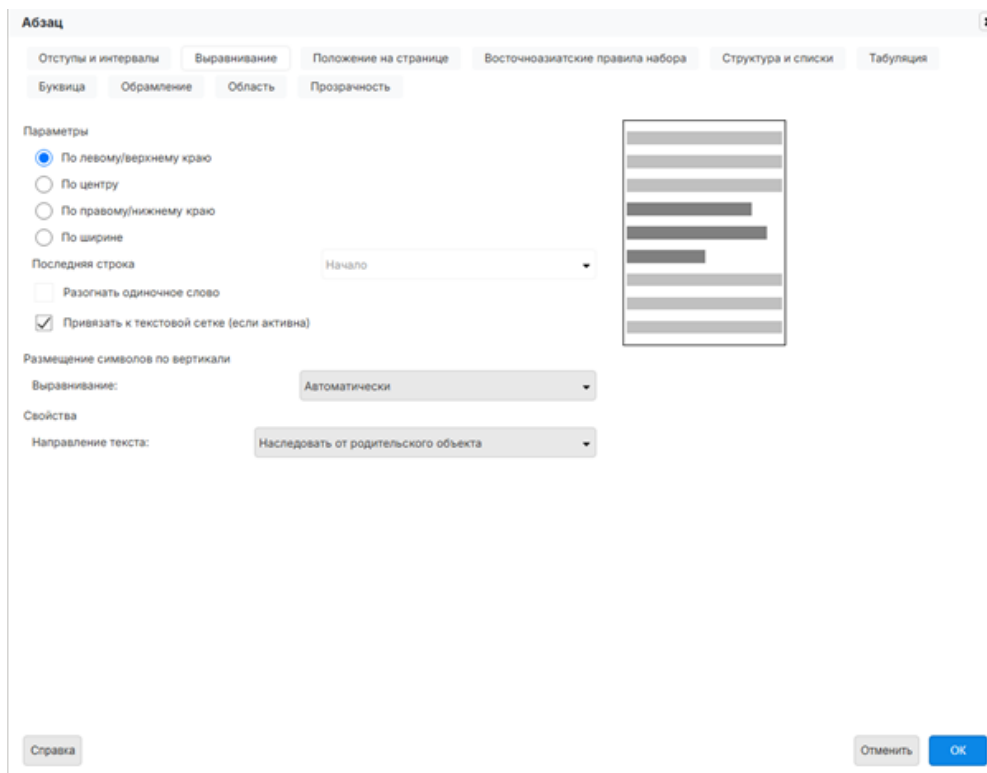 Абзац
Отступы и интервалы Выравнивание Положение на странице Восточноазиатские правила набора Структура и списки Табуляция
Буквица Обрамление Область Прозрачность
Параметры
По левому/верхнему краю
По центру
По правому/нижнему краю
По ширине
Последняя строка Начало
Разогнать одиночное слово
Привязать к текстовой сетке (если активна)
Размещение символов по вертикали
Выравнивание: Автоматически
Свойства
Направление текста: Наследовать от родительского объекта
Справка Отменить OK